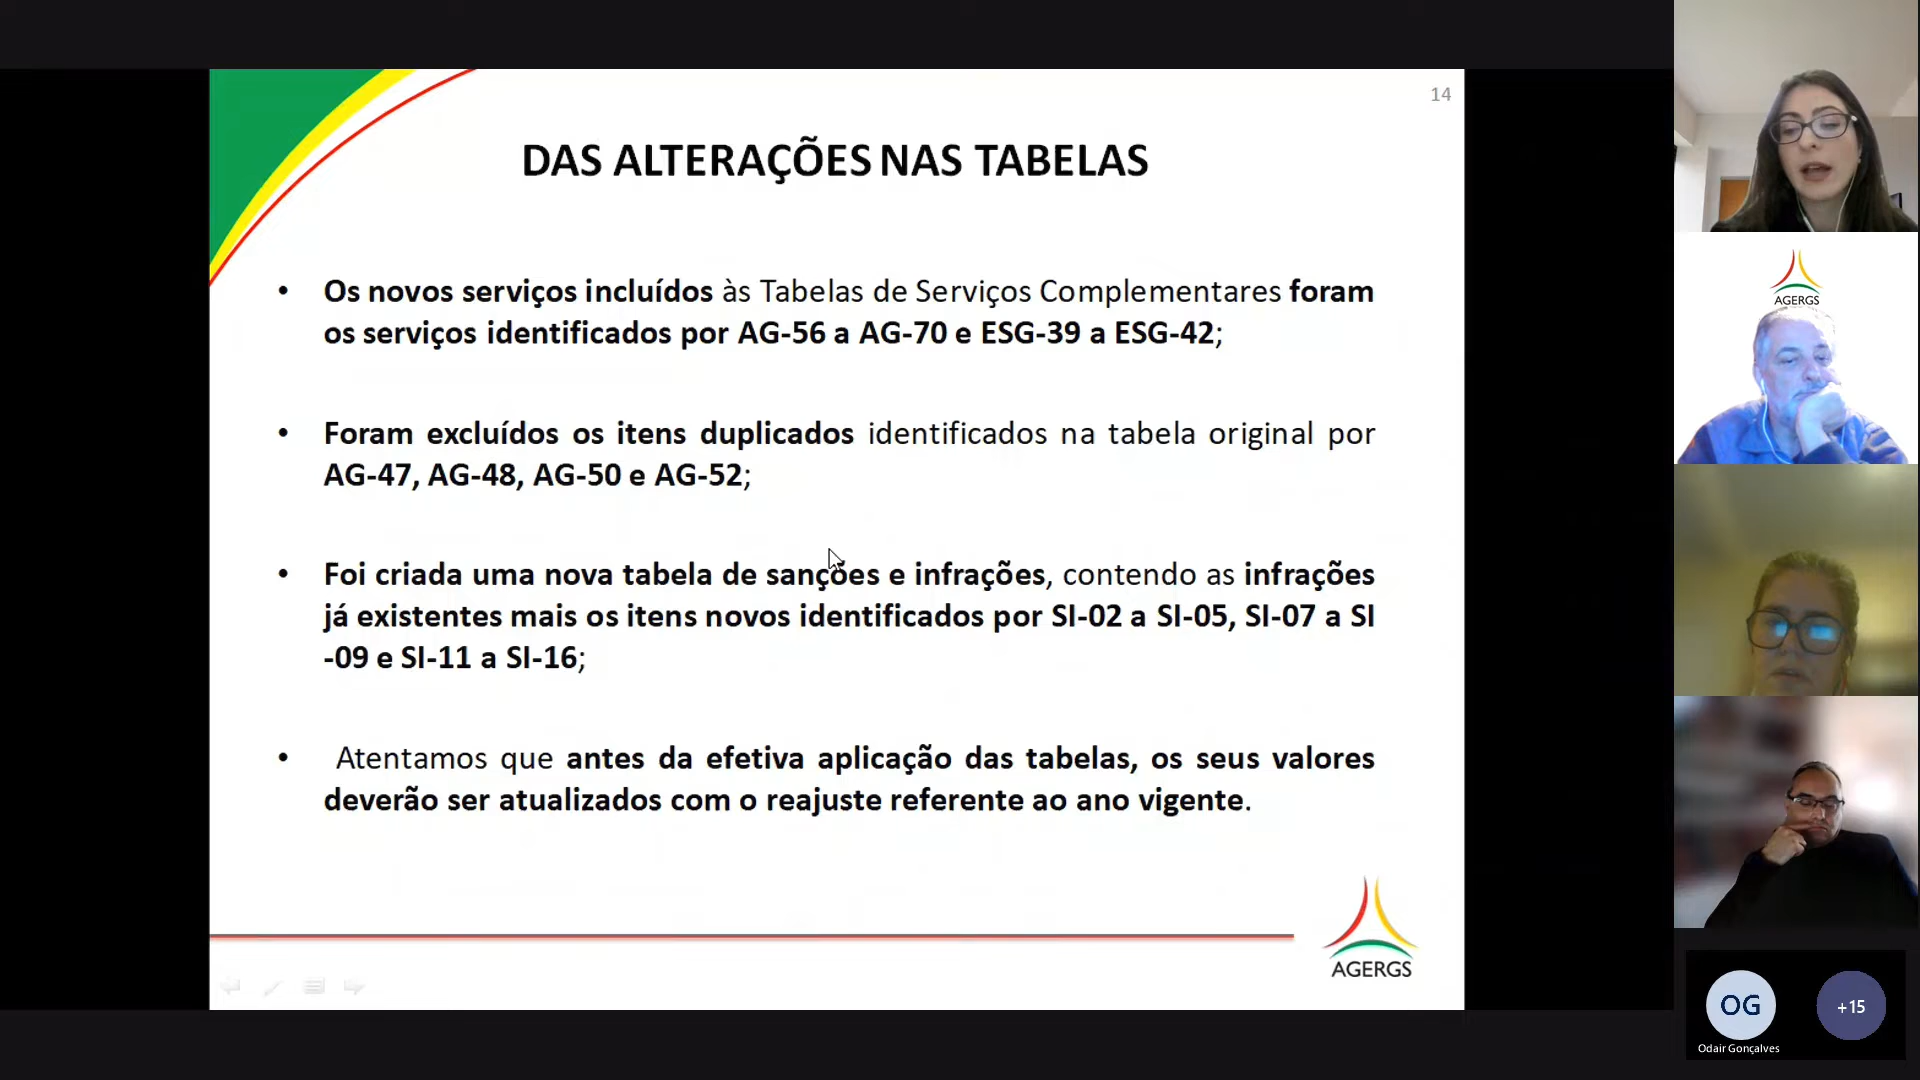 14
DAS ALTERAÇÕES NAS TABELAS
• Os novos serviços incluídos às Tabelas de Serviços Complementares foram
os serviços identificados por AG-56 a AG-70 e ESG-39 a ESG-42;
• Foram excluídos os itens duplicados identificados na tabela original por
AG-47, AG-48, AG-50 e AG-52;
• Foi criada uma nova tabela de sanções e infrações, contendo as infrações
já existentes mais os itens novos identificados por SI-02 a SI-05, SI-07 a SI
-09 e SI-11 a SI-16;
• Atentamos que antes da efetiva aplicação das tabelas, os seus valores
deverão ser atualizados com o reajuste referente ao ano vigente.
AGERGS
AGERGS
OG
+15
Odair Gonçalves